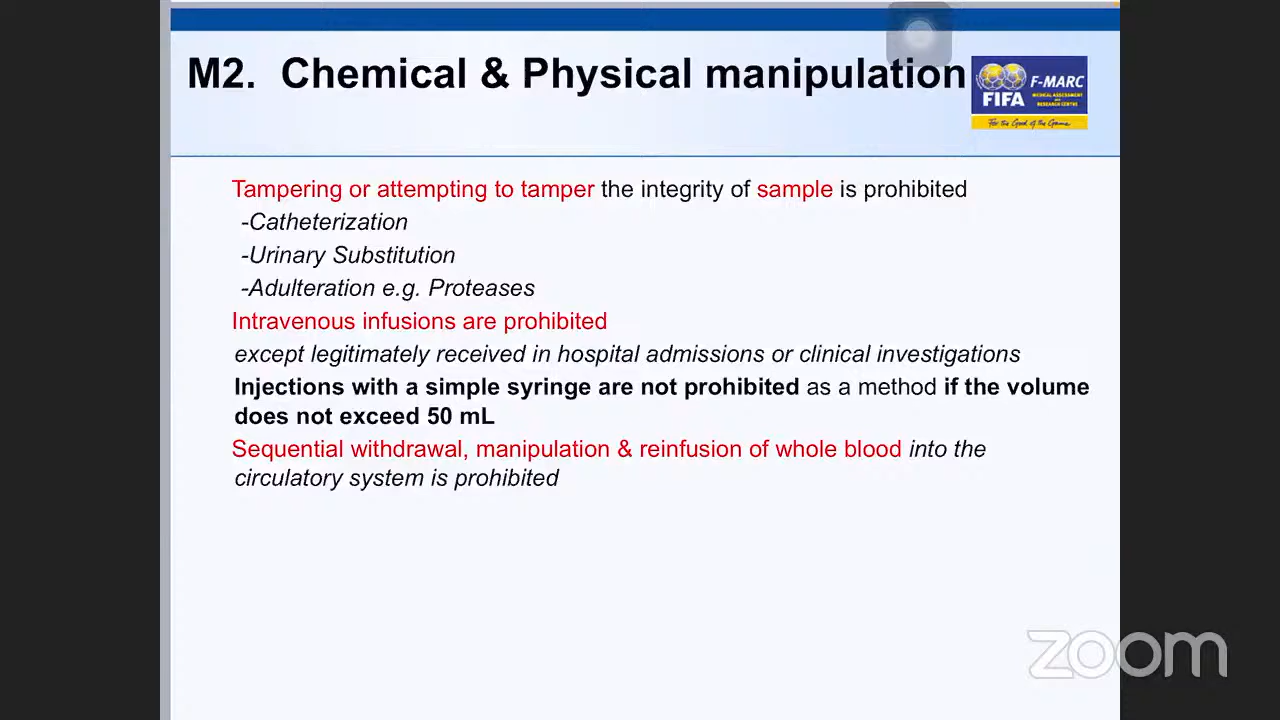 M2. Chemical & Physical manipulation
FIFA
F-MARC
MEDICAL ASSESSMENT
and
RESEARCH CENTRE
For the Good of the Game
Tampering or attempting to tamper the integrity of sample is prohibited
-Catheterization
-Urinary Substitution
-Adulteration e.g. Proteases
Intravenous infusions are prohibited
except legitimately received in hospital admissions or clinical investigations
Injections with a simple syringe are not prohibited as a method if the volume
does not exceed 50 mL
Sequential withdrawal, manipulation & reinfusion of whole blood into the
circulatory system is prohibited
zoom